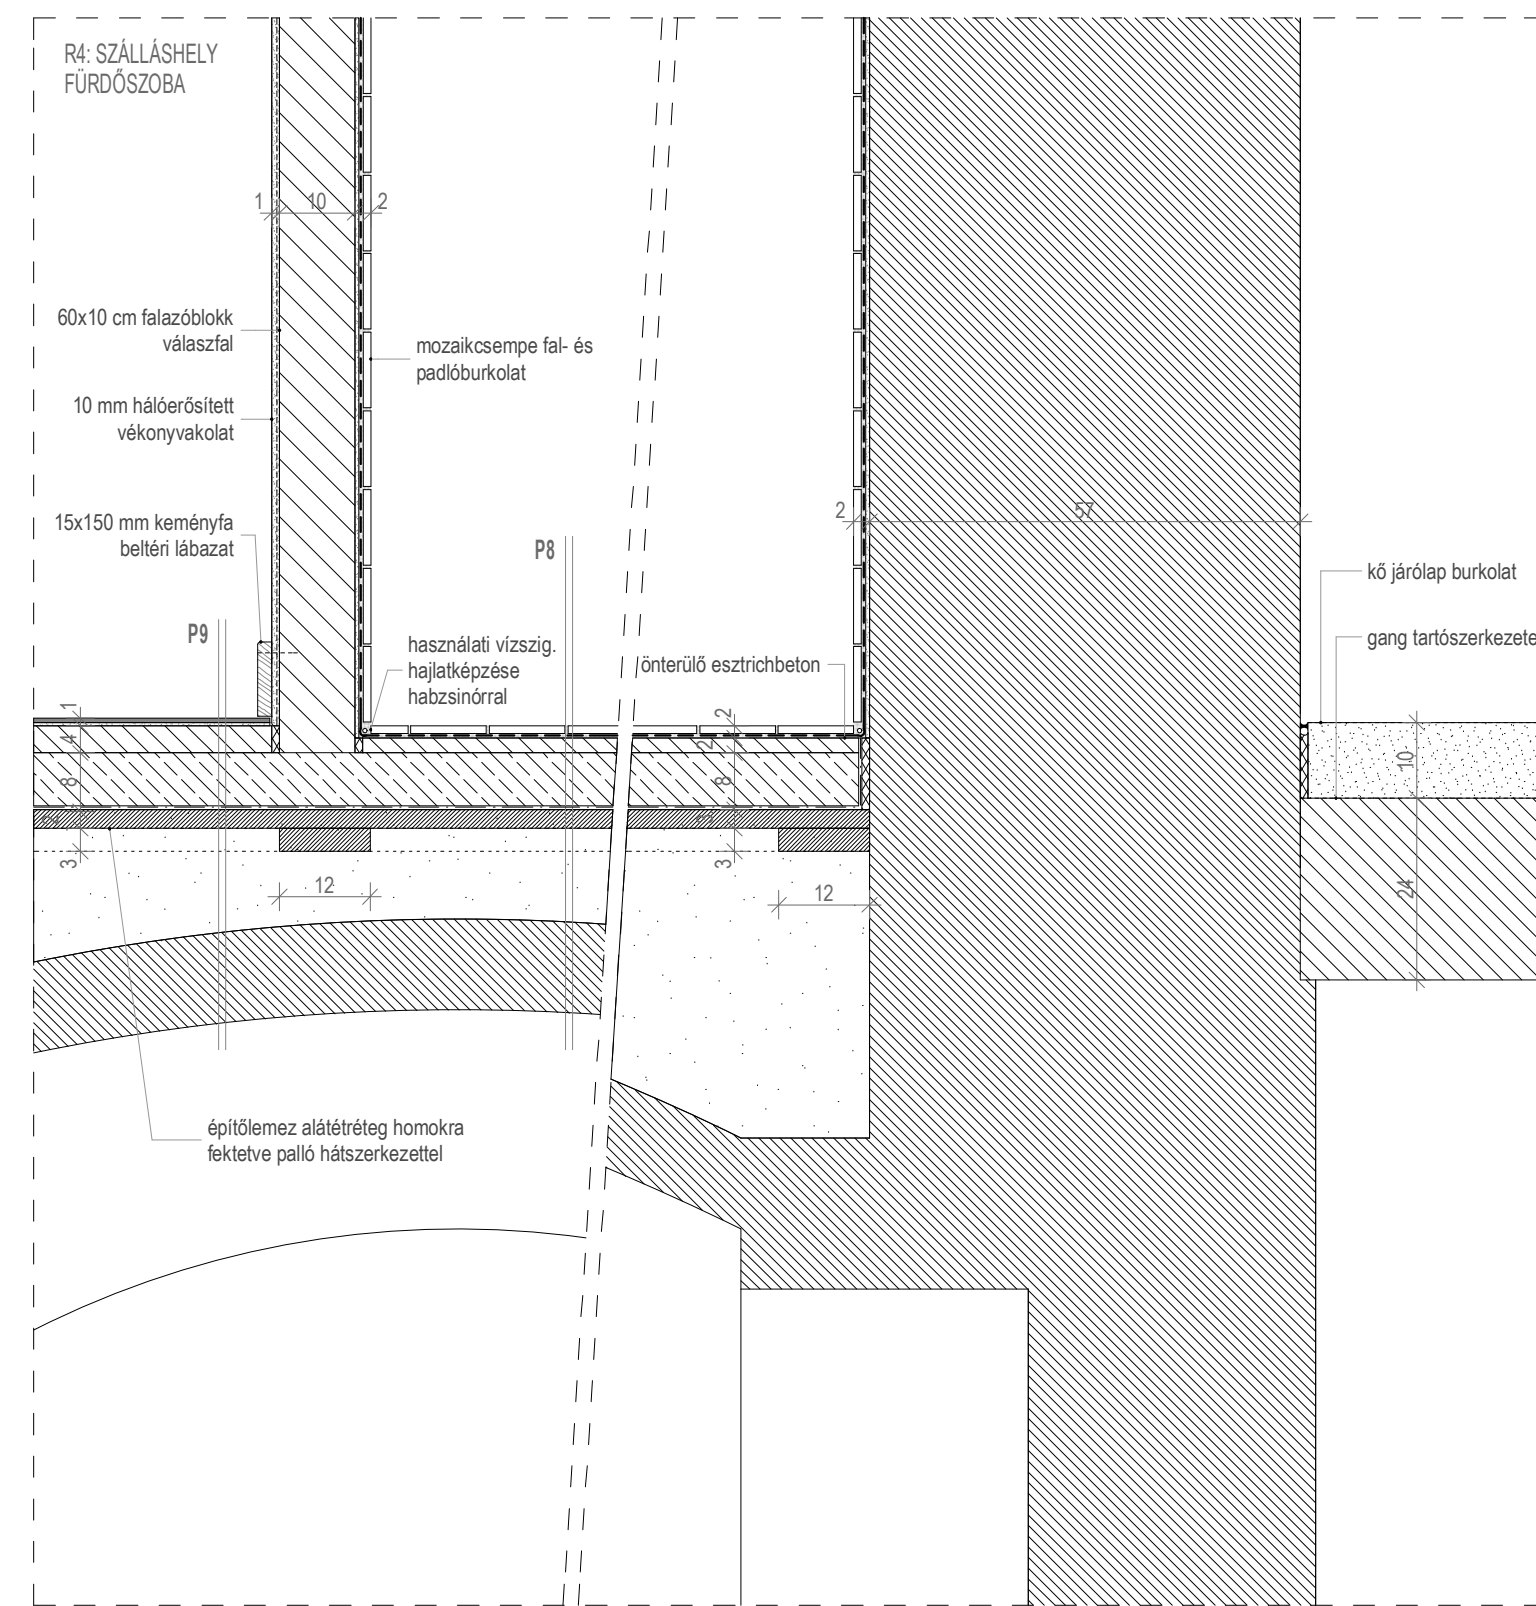 R4: SZÁLLÁSHELY
FÜRDŐSZOBA
1 10 2
60x10 cm falazóblokk
válaszfal
mozaikcsempe fal- és
padlóburkolat
10 mm hálóerősített
vékonyvakolat
2 57
15x150 mm keményfa
beltéri lábazat
P8
kő járólap burkolat
P9
gang tartószerkezete
használati vízszig.
hajlatképzése
habzsinórral
önterülő esztrichbeton
1
4
8
2
3
2
2
8
3
10
24
12
12
építőlemez alátétréteg homokra
fektetve palló hátszerkezettel